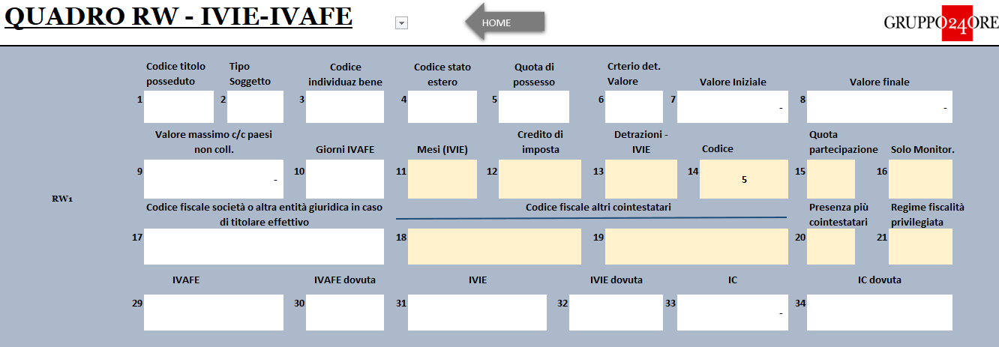 QUADRO RW - IVIE-IVAFE
HOME
GRUPPO24ORE
Codice titolo posseduto
Tipo Soggetto
Codice individuaz bene
Codice stato estero
Quota di possesso
Crterio det. Valore
Valore Iniziale
Valore finale
1 2 3 4 5 6 7 - 8 -
Valore massimo c/c paesi non coll.
Giorni IVAFE
Mesi (IVIE)
Credito di imposta
Detrazioni - IVIE
Codice
Quota partecipazione
Solo Monitor.
9 - 10 11 12 13 14 5 15 16
RW1
Codice fiscale società o altra entità giuridica in caso di titolare effettivo
Codice fiscale altri cointestatari
Presenza più cointestatari
Regime fiscalità privilegiata
17 18 19 20 21
IVAFE
IVAFE dovuta
IVIE
IVIE dovuta
IC
IC dovuta
29 30 31 32 33 - 34